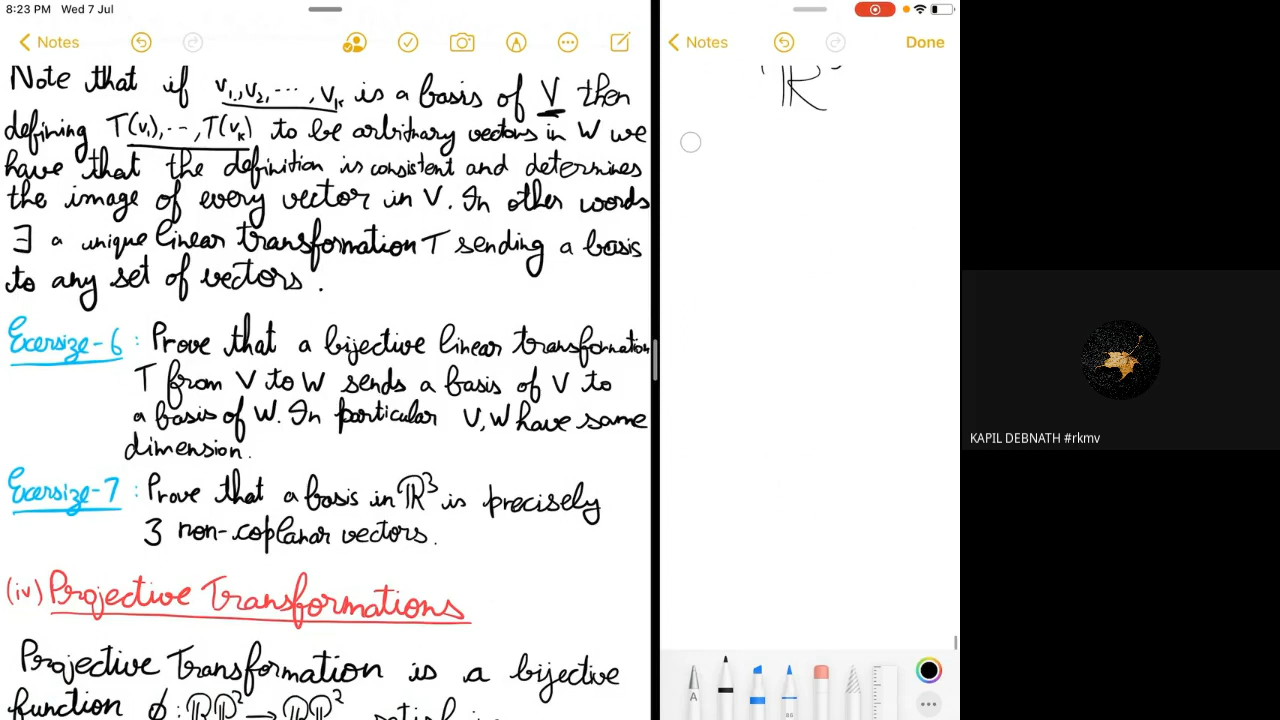 8:23 PM Wed 7 Jul
Notes
Notes
Done
Note that if v1,v2,...,vk is a basis of V then
defining T(v1),..,T(vk) to be arbitrary vectors in W we
have that the definition is consistent and determines
the image of every vector in V. In other words
∃ a unique linear transformation T sending a basis
to any set of vectors.
Exersize-6 : Prove that a bijective linear transformation
T from V to W sends a basis of V to
a basis of W. In particular V,W have same
dimension.
Exersize-7 : Prove that a basis in ℝ³ is precisely
3 non-coplanar vectors.
(iv) Projective Transformations
Projective Transformation is a bijective
function ϕ : ℝP² → ℝP²
ℝ
A
80
KAPIL DEBNATH #rkmv